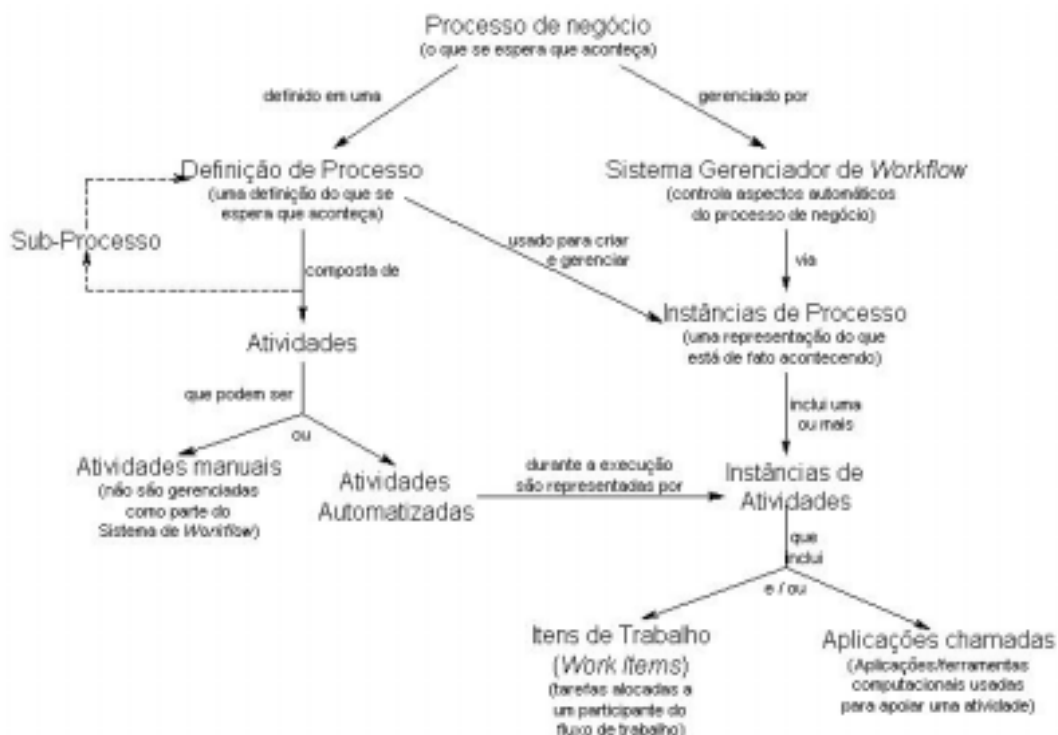 Processo de negócio
(o que se espera que aconteça)
definido em uma
gerenciado por
Definição de Processo
(uma definição do que se
espera que aconteça)
Sistema Gerenciador de Workflow
(controla aspectos automáticos
do processo de negócio)
Sub-Processo
usado para criar
e gerenciar
composta de
via
Instâncias de Processo
(uma representação do que
está de fato acontecendo)
Atividades
que podem ser
ou
inclui uma
ou mais
Atividades manuais
(não são gerenciadas
como parte do
Sistema de Workflow)
Atividades
Automatizadas
durante a execução
são representadas por
Instâncias de
Atividades
que
inclui
e / ou
Itens de Trabalho
(Work Items)
(tarefas alocadas a
um participante do
fluxo de trabalho)
Aplicações chamadas
(Aplicações/ferramentas
computacionais usadas
para apoiar uma atividade)